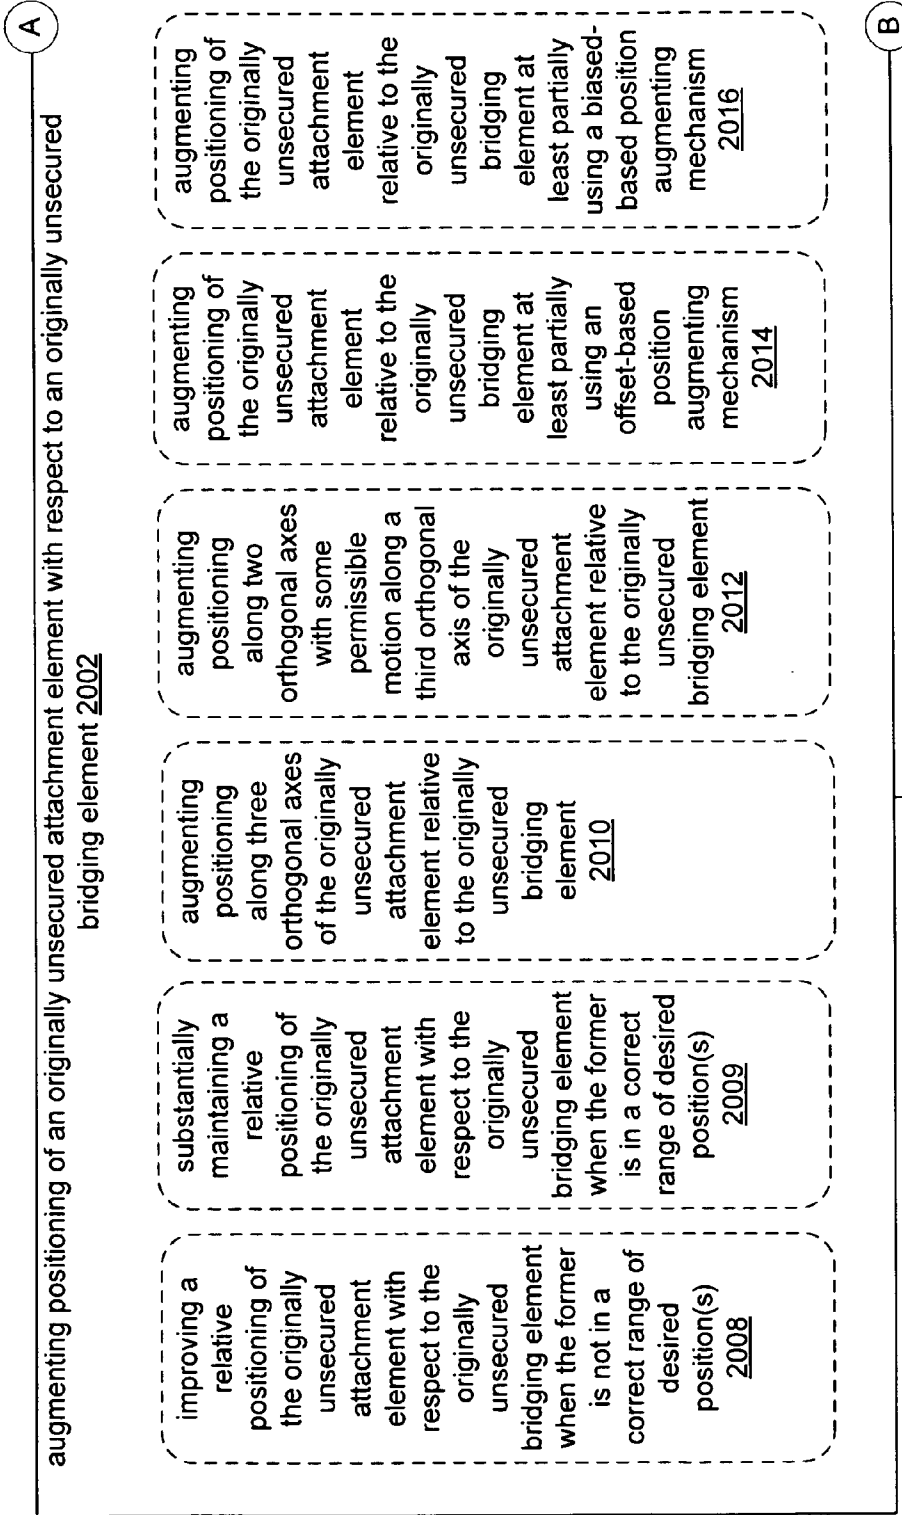 A
augmenting positioning of an originally unsecured attachment element with respect to an originally unsecured
bridging element 2002
improving a
relative
positioning of
the originally
unsecured
attachment
element with
respect to the
originally
unsecured
bridging element
when the former
is not in a
correct range of
desired
position(s)
2008
substantially
maintaining a
relative
positioning of
the originally
unsecured
attachment
element with
respect to the
originally
unsecured
bridging element
when the former
is in a correct
range of desired
position(s)
2009
augmenting
positioning
along three
orthogonal axes
of the originally
unsecured
attachment
element relative
to the originally
unsecured
bridging
element
2010
augmenting
positioning
along two
orthogonal axes
with some
permissible
motion along a
third orthogonal
axis of the
originally
unsecured
attachment
element relative
to the originally
unsecured
bridging element
2012
augmenting
positioning of
the originally
unsecured
attachment
element
relative to the
originally
unsecured
bridging
element at
least partially
using an
offset-based
position
augmenting
mechanism
2014
augmenting
positioning of
the originally
unsecured
attachment
element
relative to the
originally
unsecured
bridging
element at
least partially
using a biased-
based position
augmenting
mechanism
2016
B